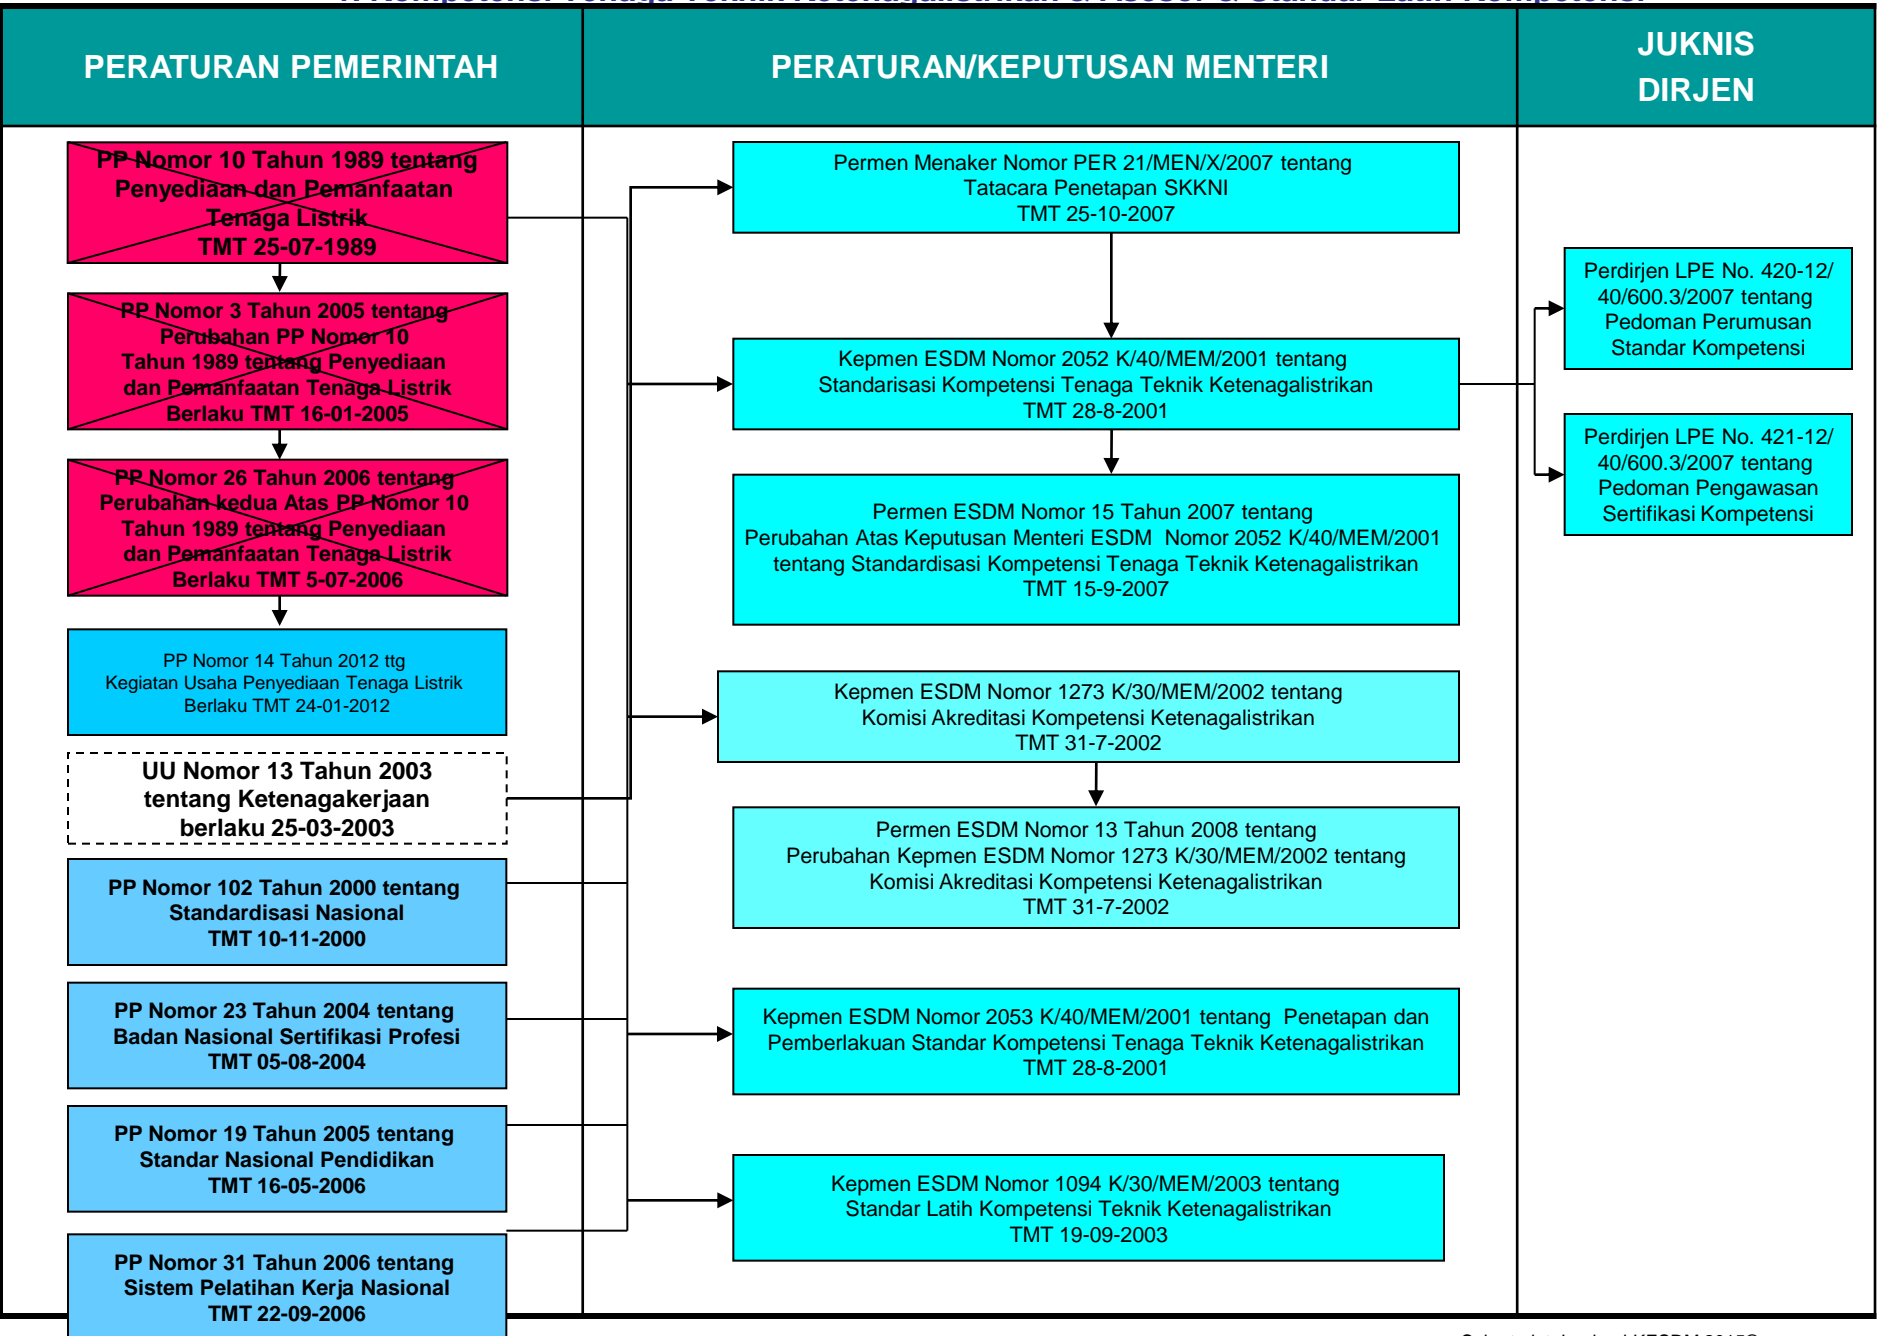 Kompetensi Tenaga Teknik Ketenagalistrikan & Asesor & Standar Latih Kompetensi
PERATURAN PEMERINTAH
PERATURAN/KEPUTUSAN MENTERI
JUKNIS
DIRJEN
PP Nomor 10 Tahun 1989 tentang
Penyediaan dan Pemanfaatan
Tenaga Listrik
TMT 25-07-1989
PP Nomor 3 Tahun 2005 tentang
Perubahan PP Nomor 10
Tahun 1989 tentang Penyediaan
dan Pemanfaatan Tenaga Listrik
Berlaku TMT 16-01-2005
PP Nomor 26 Tahun 2006 tentang
Perubahan kedua Atas PP Nomor 10
Tahun 1989 tentang Penyediaan
dan Pemanfaatan Tenaga Listrik
Berlaku TMT 5-07-2006
PP Nomor 14 Tahun 2012 ttg
Kegiatan Usaha Penyediaan Tenaga Listrik
Berlaku TMT 24-01-2012
UU Nomor 13 Tahun 2003
tentang Ketenagakerjaan
berlaku 25-03-2003
PP Nomor 102 Tahun 2000 tentang
Standardisasi Nasional
TMT 10-11-2000
PP Nomor 23 Tahun 2004 tentang
Badan Nasional Sertifikasi Profesi
TMT 05-08-2004
PP Nomor 19 Tahun 2005 tentang
Standar Nasional Pendidikan
TMT 16-05-2006
PP Nomor 31 Tahun 2006 tentang
Sistem Pelatihan Kerja Nasional
TMT 22-09-2006
Permen Menaker Nomor PER 21/MEN/X/2007 tentang
Tatacara Penetapan SKKNI
TMT 25-10-2007
Kepmen ESDM Nomor 2052 K/40/MEM/2001 tentang
Standarisasi Kompetensi Tenaga Teknik Ketenagalistrikan
TMT 28-8-2001
Permen ESDM Nomor 15 Tahun 2007 tentang
Perubahan Atas Keputusan Menteri ESDM Nomor 2052 K/40/MEM/2001
tentang Standardisasi Kompetensi Tenaga Teknik Ketenagalistrikan
TMT 15-9-2007
Kepmen ESDM Nomor 1273 K/30/MEM/2002 tentang
Komisi Akreditasi Kompetensi Ketenagalistrikan
TMT 31-7-2002
Permen ESDM Nomor 13 Tahun 2008 tentang
Perubahan Kepmen ESDM Nomor 1273 K/30/MEM/2002 tentang
Komisi Akreditasi Kompetensi Ketenagalistrikan
TMT 31-7-2002
Kepmen ESDM Nomor 2053 K/40/MEM/2001 tentang Penetapan dan
Pemberlakuan Standar Kompetensi Tenaga Teknik Ketenagalistrikan
TMT 28-8-2001
Kepmen ESDM Nomor 1094 K/30/MEM/2003 tentang
Standar Latih Kompetensi Teknik Ketenagalistrikan
TMT 19-09-2003
Perdirjen LPE No. 420-12/
40/600.3/2007 tentang
Pedoman Perumusan
Standar Kompetensi
Perdirjen LPE No. 421-12/
40/600.3/2007 tentang
Pedoman Pengawasan
Sertifikasi Kompetensi